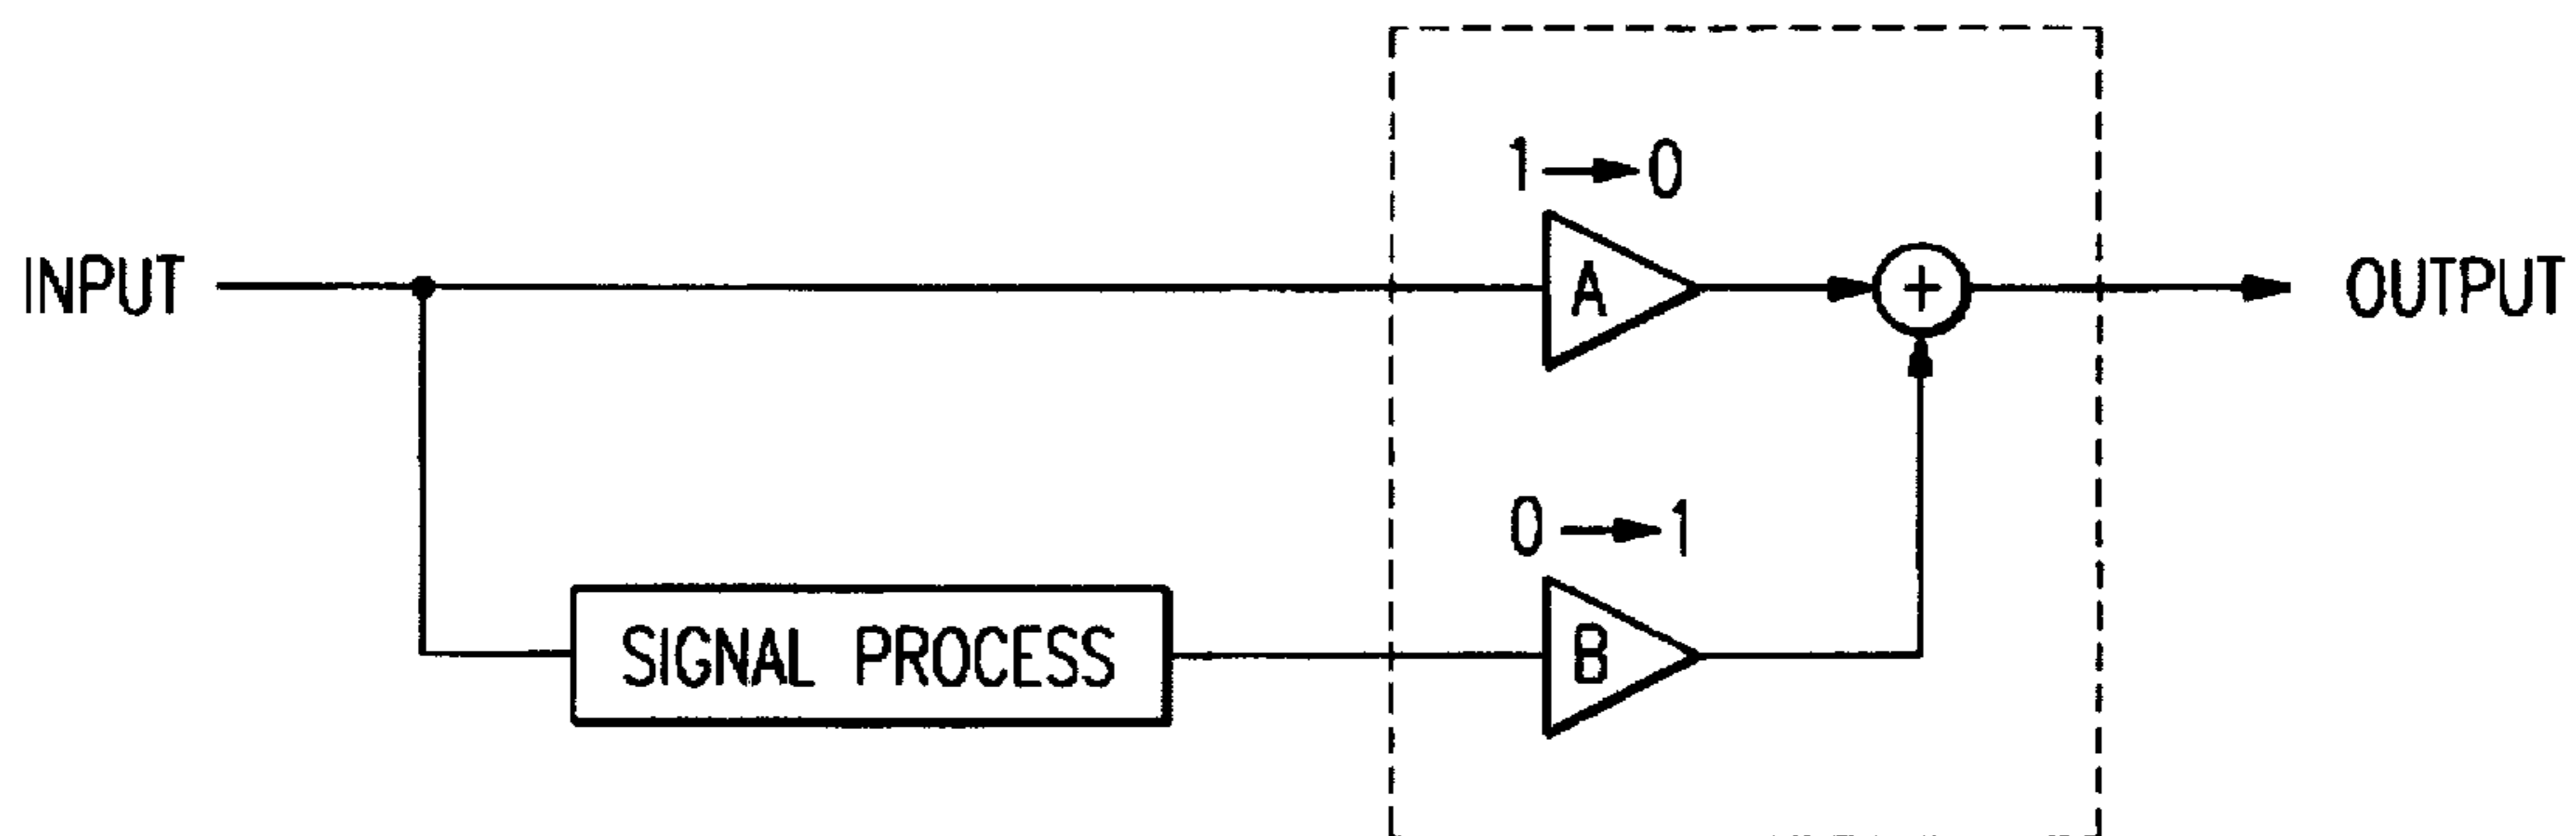 1 → 0
INPUT
A
+
OUTPUT
0 → 1
SIGNAL PROCESS
B